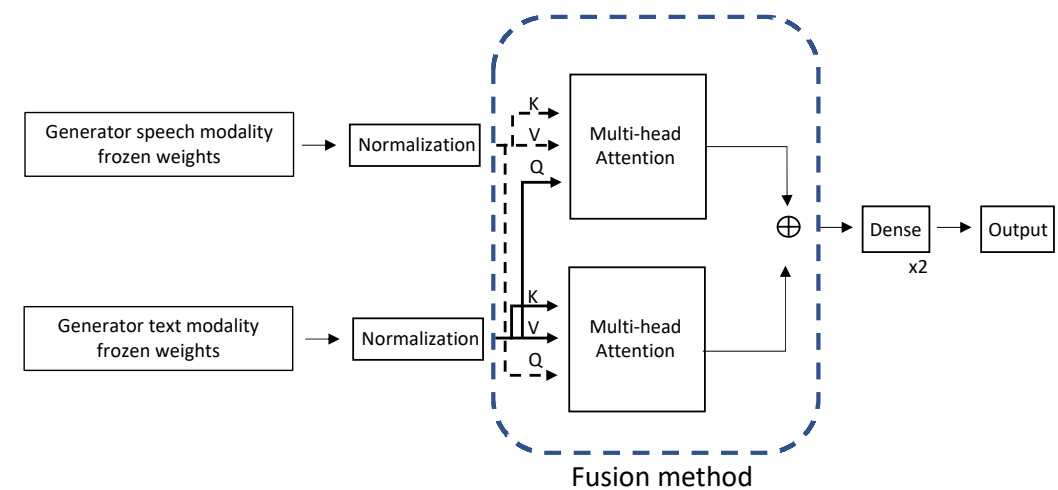 Generator speech modality
frozen weights
Normalization
K
V
Q
Multi-head
Attention
Dense
x2
Output
Generator text modality
frozen weights
Normalization
K
V
Q
Multi-head
Attention
Fusion method